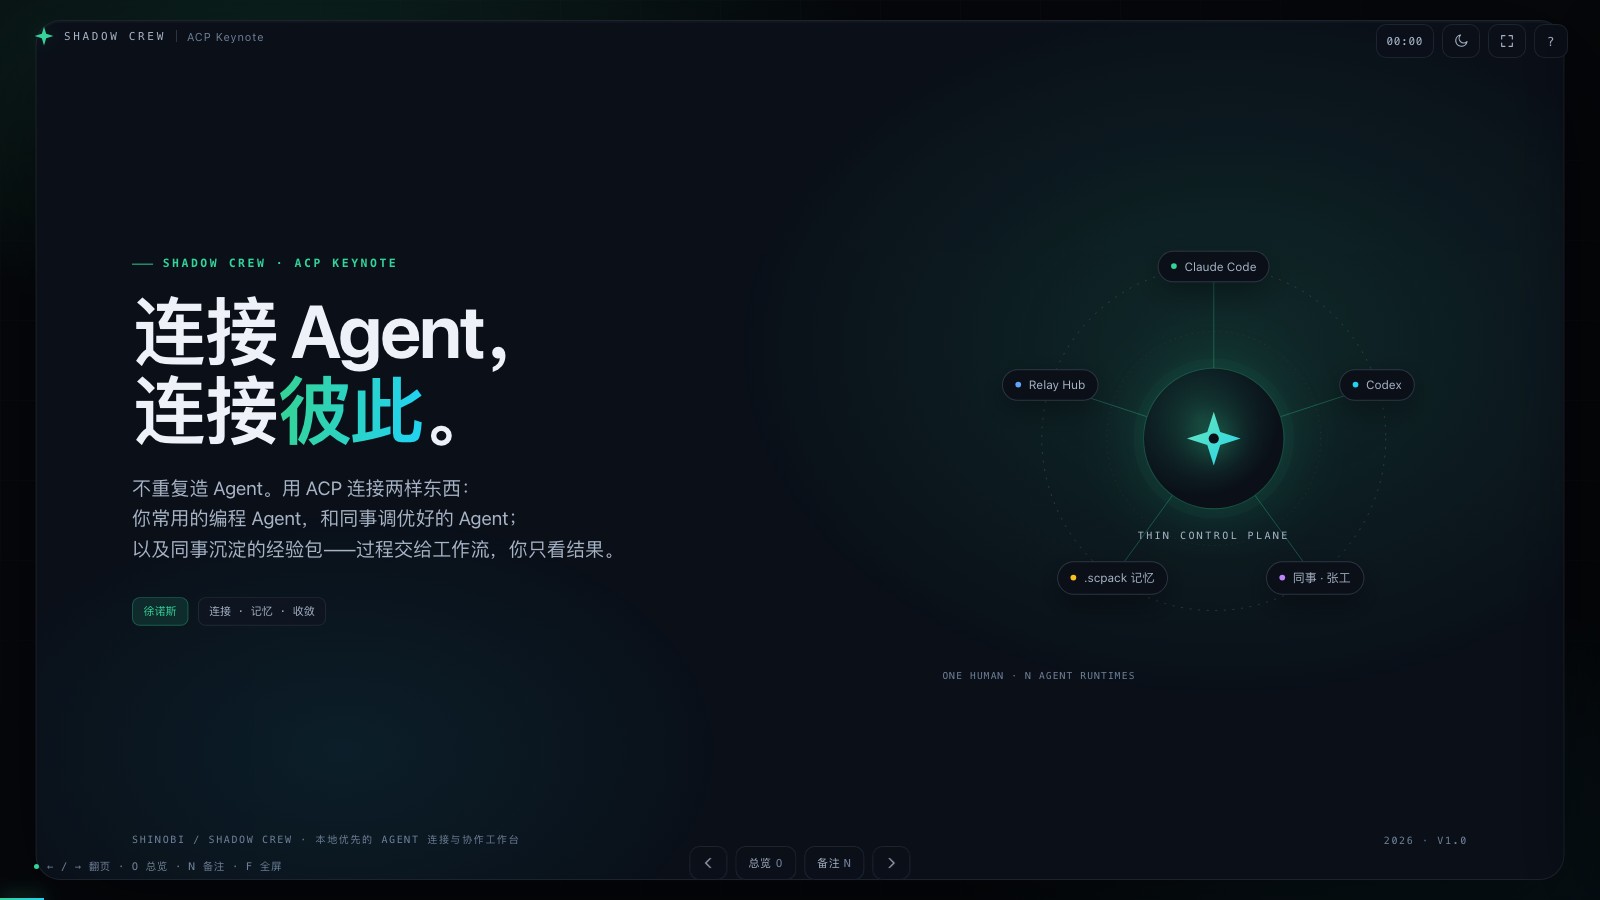 SHADOW CREW | ACP Keynote
00:00
?
SHADOW CREW · ACP KEYNOTE
连接 Agent，
连接彼此。
不重复造 Agent。用 ACP 连接两样东西：
你常用的编程 Agent，和同事调优好的 Agent；
以及同事沉淀的经验包——过程交给工作流，你只看结果。
徐诺斯
连接 · 记忆 · 收敛
Claude Code
Relay Hub
Codex
THIN CONTROL PLANE
.scpack 记忆
同事 · 张工
ONE HUMAN · N AGENT RUNTIMES
SHINOBI / SHADOW CREW · 本地优先的 AGENT 连接与协作工作台
2026 · V1.0
← / → 翻页 · O 总览 · N 备注 · F 全屏
总览 O
备注 N